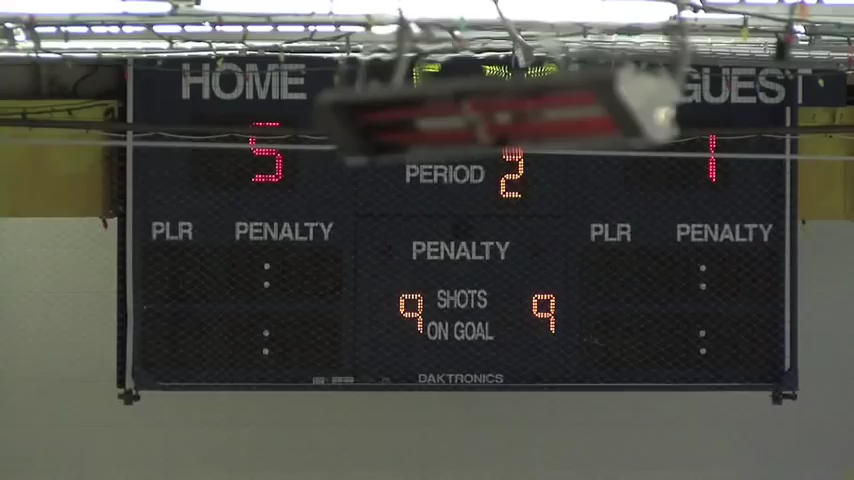 HOME GUEST
5 1
PERIOD 2
PLR PENALTY PLR PENALTY
PENALTY
: :
9 SHOTS ON GOAL 9
: :
DAKTRONICS